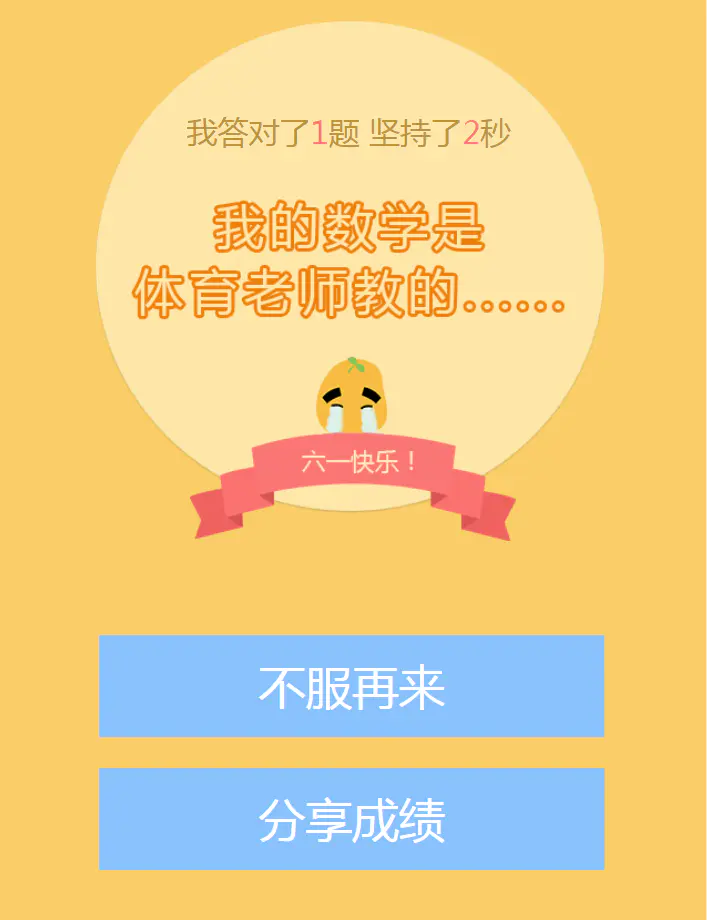 我答对了1题 坚持了2秒
我的数学是
体育老师教的......
六一快乐！
不服再来
分享成绩